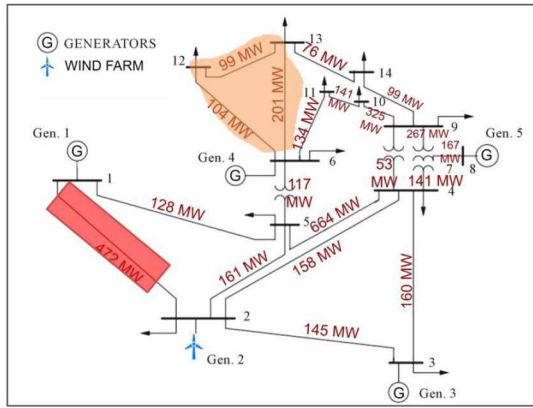 G GENERATORS
WIND FARM
13
12
99 MW
76 MW
14
104 MW
201 MW
11
141 MW
10
325 MW
99 MW
9
134 MW
267 MW
Gen. 5
167 MW
G
8
7
Gen. 1
G
Gen. 4
G
6
53 MW
141 MW
4
1
117 MW
128 MW
5
664 MW
472 MW
161 MW
158 MW
160 MW
2
145 MW
Gen. 2
3
G
Gen. 3